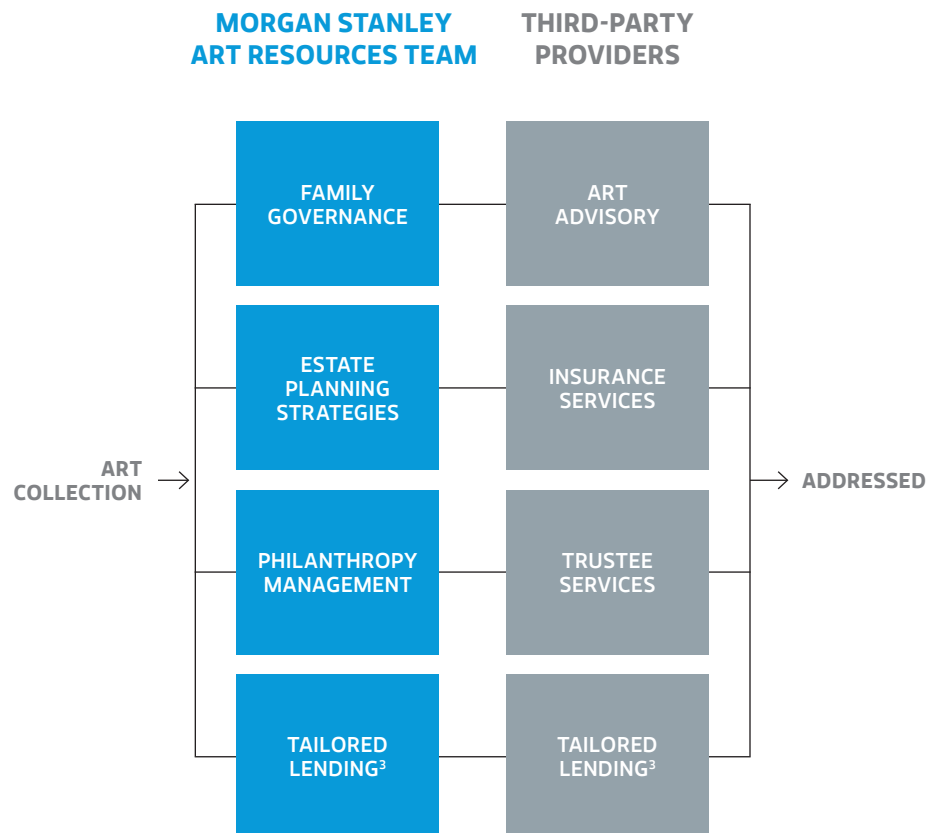 MORGAN STANLEY
ART RESOURCES TEAM
THIRD-PARTY
PROVIDERS
FAMILY
GOVERNANCE
ART
ADVISORY
ESTATE
PLANNING
STRATEGIES
INSURANCE
SERVICES
ART
COLLECTION
ADDRESSED
PHILANTHROPY
MANAGEMENT
TRUSTEE
SERVICES
TAILORED
LENDING³
TAILORED
LENDING³